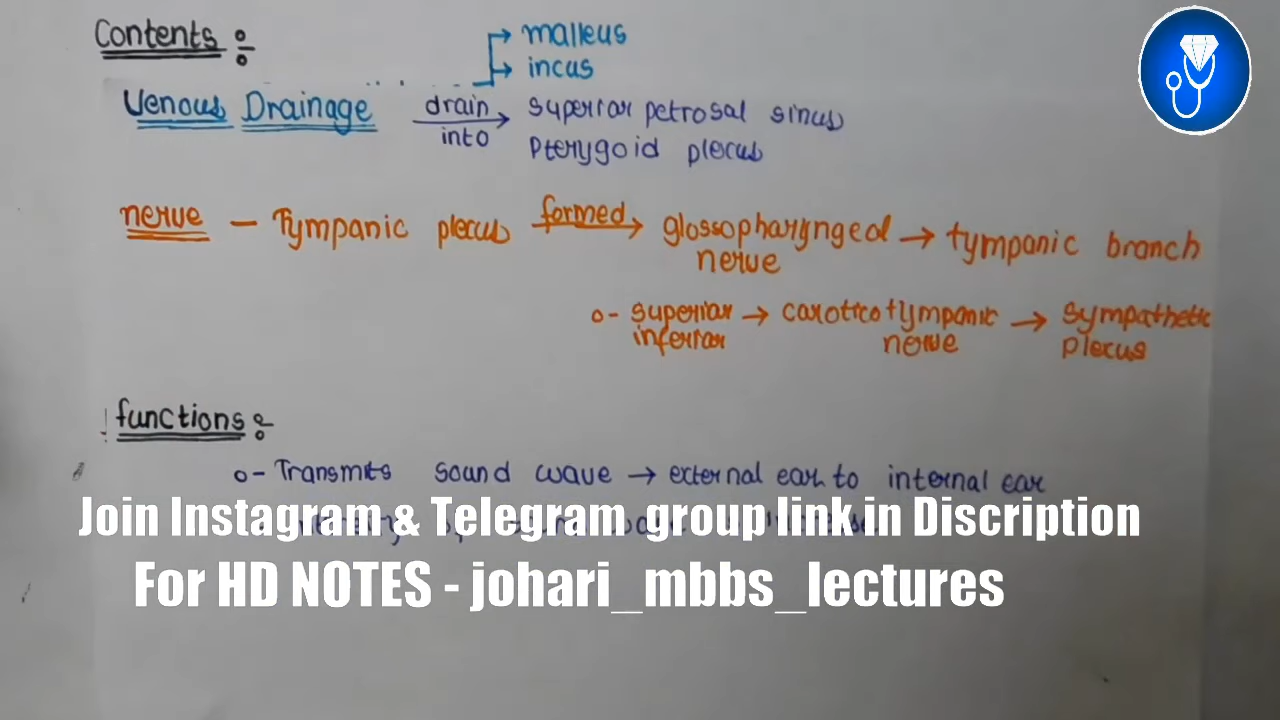 Contents :
malleus
incus
Venous Drainage drain into → superior petrosal sinus
pterygoid plexus
nerve - Tympanic plexus formed → glossopharyngeal nerve → tympanic branch
o- superior inferior → caroticotympanic nerve → sympathetic plexus
functions :
o- Transmits sound wave → external ear to internal ear
Join Instagram & Telegram group link in Discription
For HD NOTES - johari_mbbs_lectures